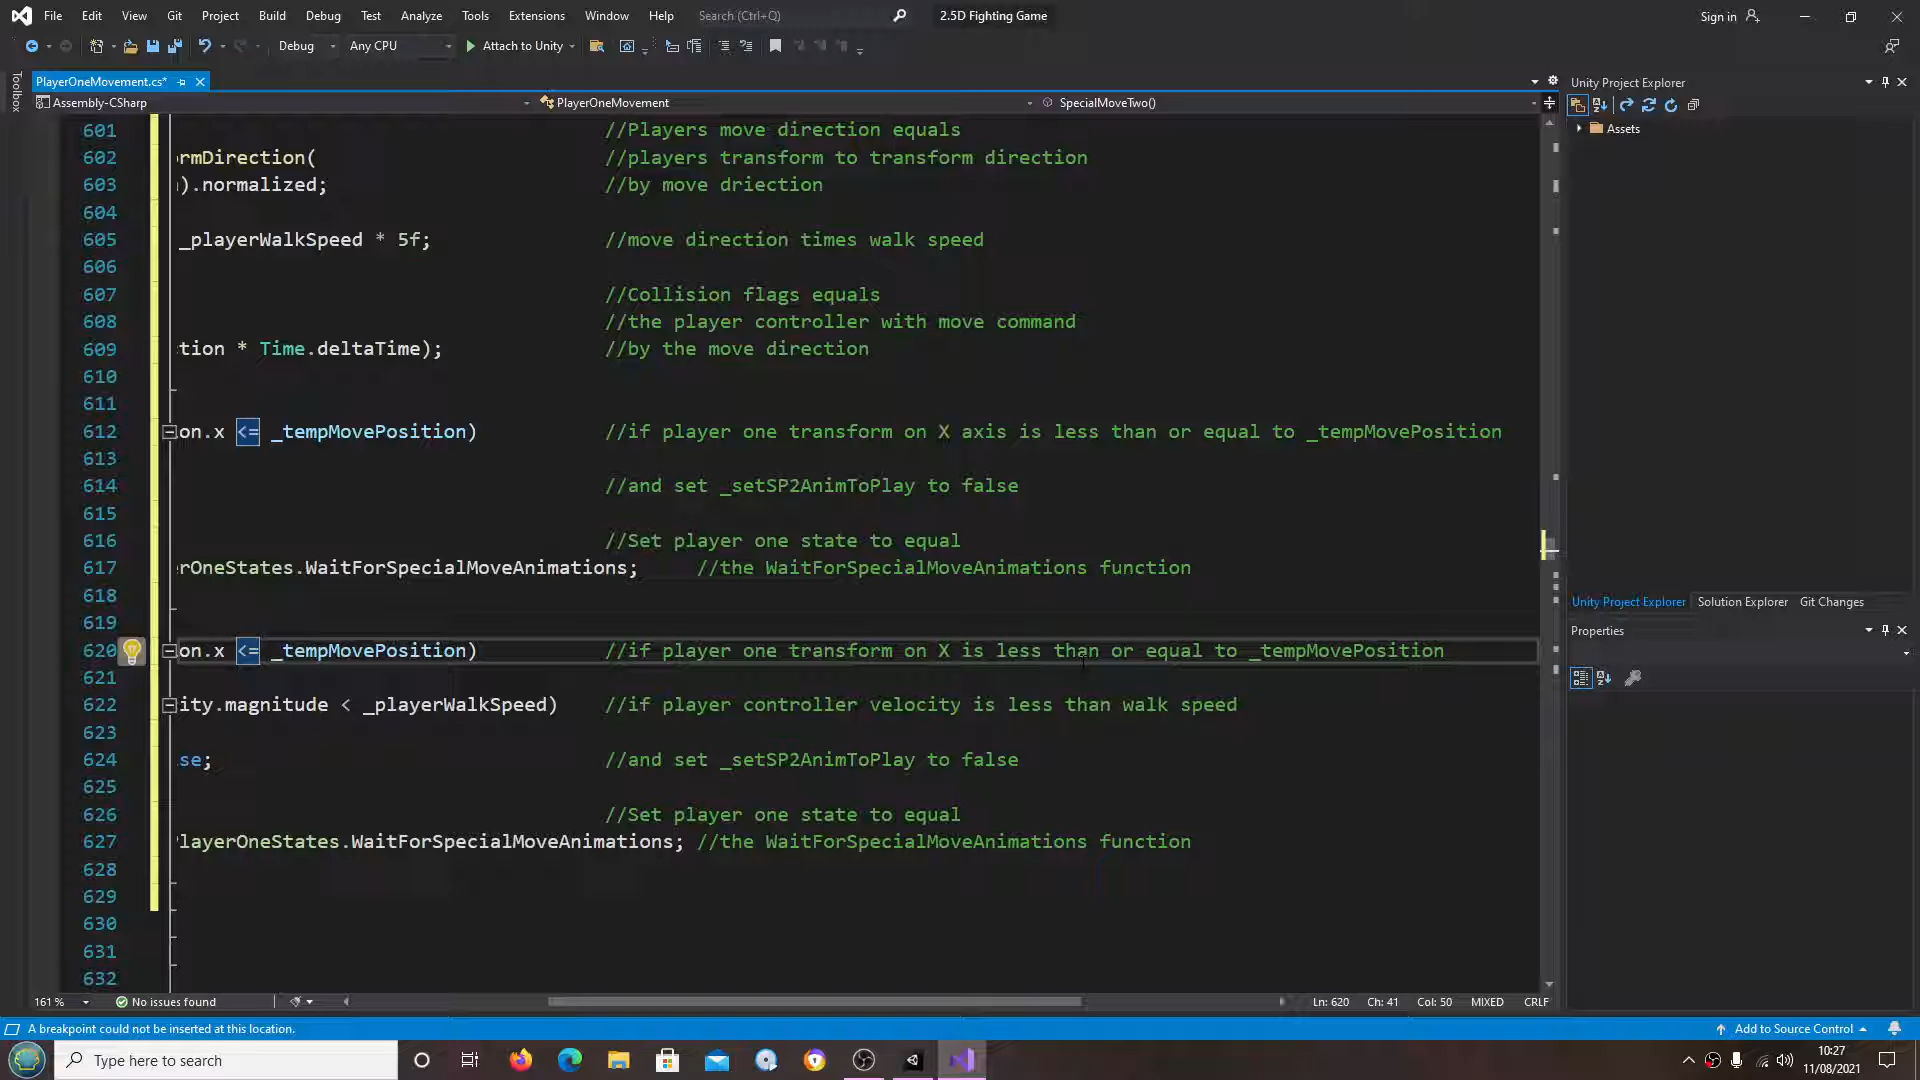 File Edit View Git Project Build Debug Test Analyze Tools Extensions Window Help Search (Ctrl+Q) 2.5D Fighting Game Sign in
Debug Any CPU Attach to Unity
Toolbox
PlayerOneMovement.cs*
Assembly-CSharp PlayerOneMovement SpecialMoveTwo()
601 //Players move direction equals
602 ormDirection( //players transform to transform direction
603 ).normalized; //by move driection
604
605 _playerWalkSpeed * 5f; //move direction times walk speed
606
607 //Collision flags equals
608 //the player controller with move command
609 tion * Time.deltaTime); //by the move direction
610
611
612 on.x <= _tempMovePosition) //if player one transform on X axis is less than or equal to _tempMovePosition
613
614 //and set _setSP2AnimToPlay to false
615
616 //Set player one state to equal
617 erOneStates.WaitForSpecialMoveAnimations; //the WaitForSpecialMoveAnimations function
618
619
620 on.x <= _tempMovePosition) //if player one transform on X is less than or equal to _tempMovePosition
621
622 ity.magnitude < _playerWalkSpeed) //if player controller velocity is less than walk speed
623
624 se; //and set _setSP2AnimToPlay to false
625
626 //Set player one state to equal
627 PlayerOneStates.WaitForSpecialMoveAnimations; //the WaitForSpecialMoveAnimations function
628
629
630
631
632
161 % No issues found Ln: 620 Ch: 41 Col: 50 MIXED CRLF
Unity Project Explorer
Assets
Unity Project Explorer Solution Explorer Git Changes
Properties
A breakpoint could not be inserted at this location. Add to Source Control
Type here to search
10:27
11/08/2021